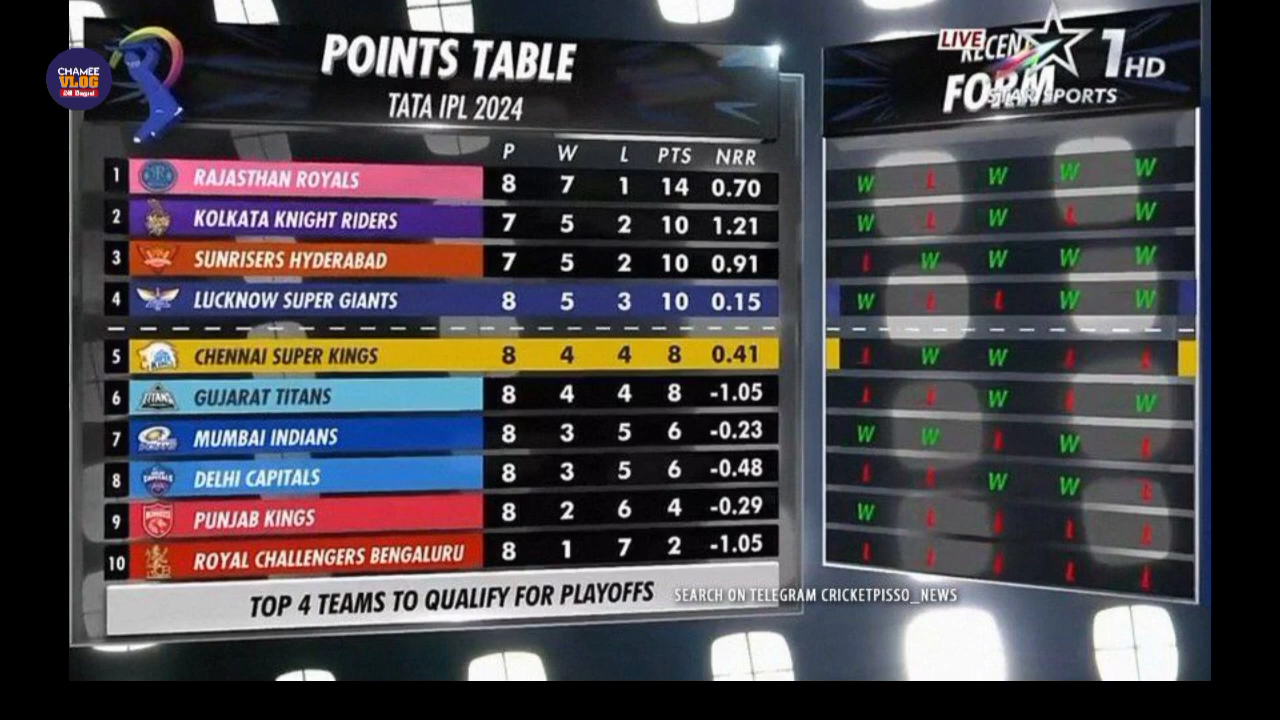 CHAMEE
VLOG
POINTS TABLE
TATA IPL 2024
P W L PTS NRR
1 RAJASTHAN ROYALS 8 7 1 14 0.70
2 KOLKATA KNIGHT RIDERS 7 5 2 10 1.21
3 SUNRISERS HYDERABAD 7 5 2 10 0.91
4 LUCKNOW SUPER GIANTS 8 5 3 10 0.15
5 CHENNAI SUPER KINGS 8 4 4 8 0.41
6 GUJARAT TITANS 8 4 4 8 -1.05
7 MUMBAI INDIANS 8 3 5 6 -0.23
8 DELHI CAPITALS 8 3 5 6 -0.48
9 PUNJAB KINGS 8 2 6 4 -0.29
10 ROYAL CHALLENGERS BENGALURU 8 1 7 2 -1.05
TOP 4 TEAMS TO QUALIFY FOR PLAYOFFS
SEARCH ON TELEGRAM CRICKETPISSO_NEWS
LIVE
RECENT
FORM
1HD
STAR SPORTS
W L W W W
W L W L W
L W W W W
W L L W W
L W W L L
L L W L W
W W L W L
L L W W L
W L L L L
L L L L L